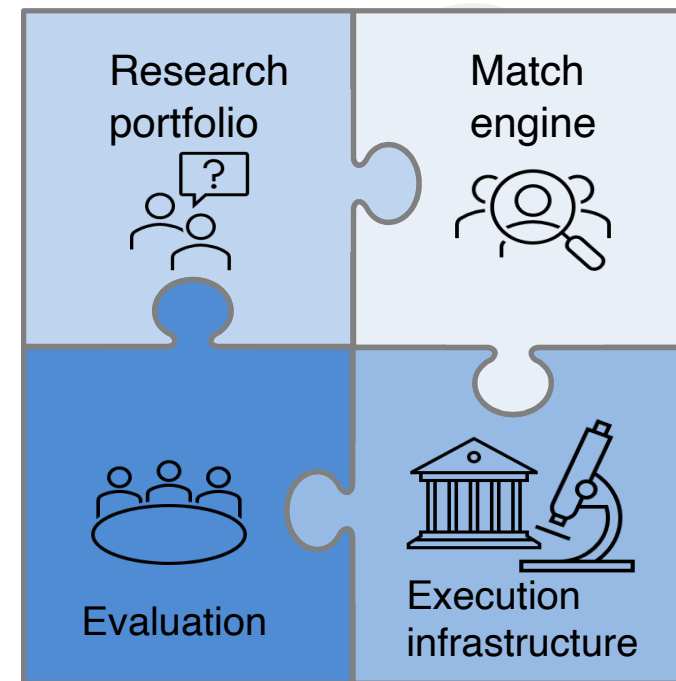 Research
portfolio
?
Match
engine
Evaluation
Execution
infrastructure